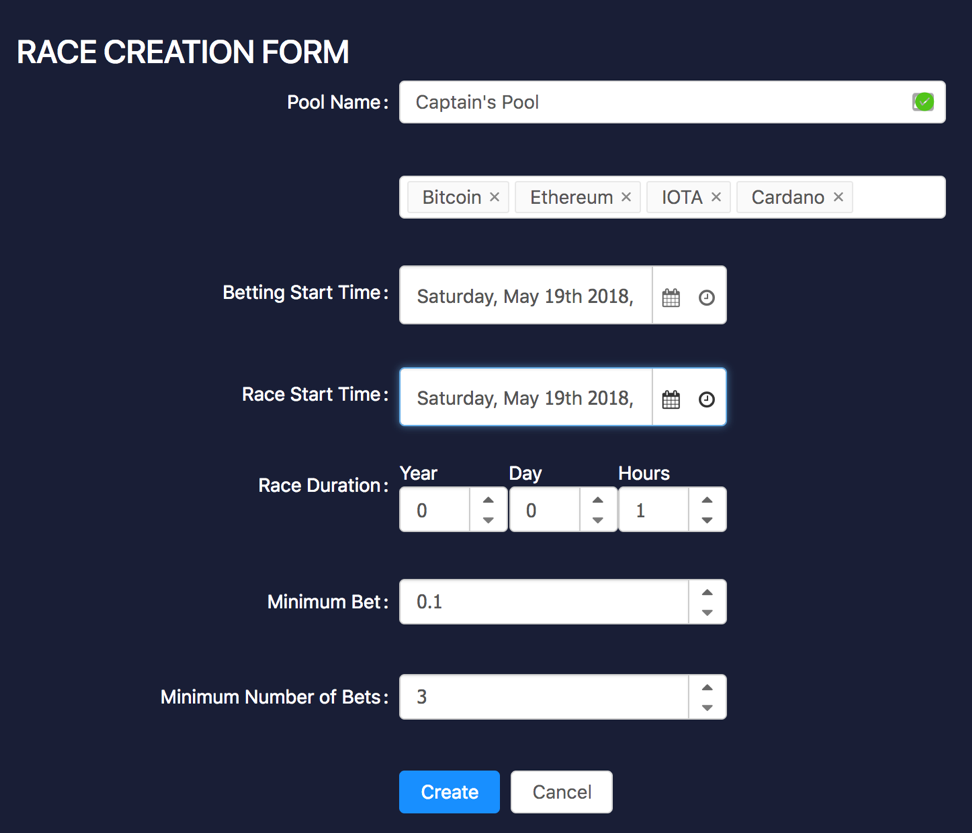 RACE CREATION FORM
Pool Name: Captain's Pool
Bitcoin × Ethereum × IOTA × Cardano ×
Betting Start Time: Saturday, May 19th 2018,
Race Start Time: Saturday, May 19th 2018,
Year Day Hours
Race Duration: 0 0 1
Minimum Bet: 0.1
Minimum Number of Bets: 3
Create Cancel